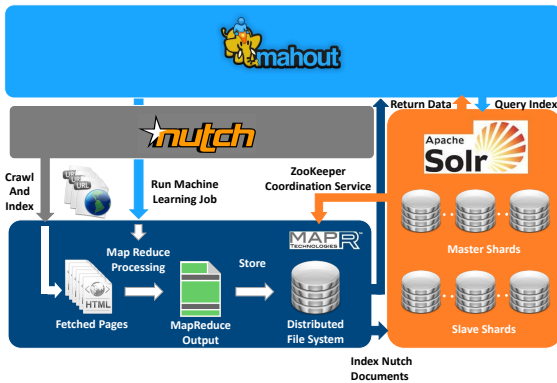 mahout
Return Data
Query Index
nutch
Apache
Solr
Crawl
And
Index
URL
Run Machine
Learning Job
ZooKeeper
Coordination Service
MAPR™
TECHNOLOGIES
Map Reduce
Processing
Store
HTML
Fetched Pages
MapReduce
Output
Distributed
File System
Master Shards
Slave Shards
Index Nutch
Documents